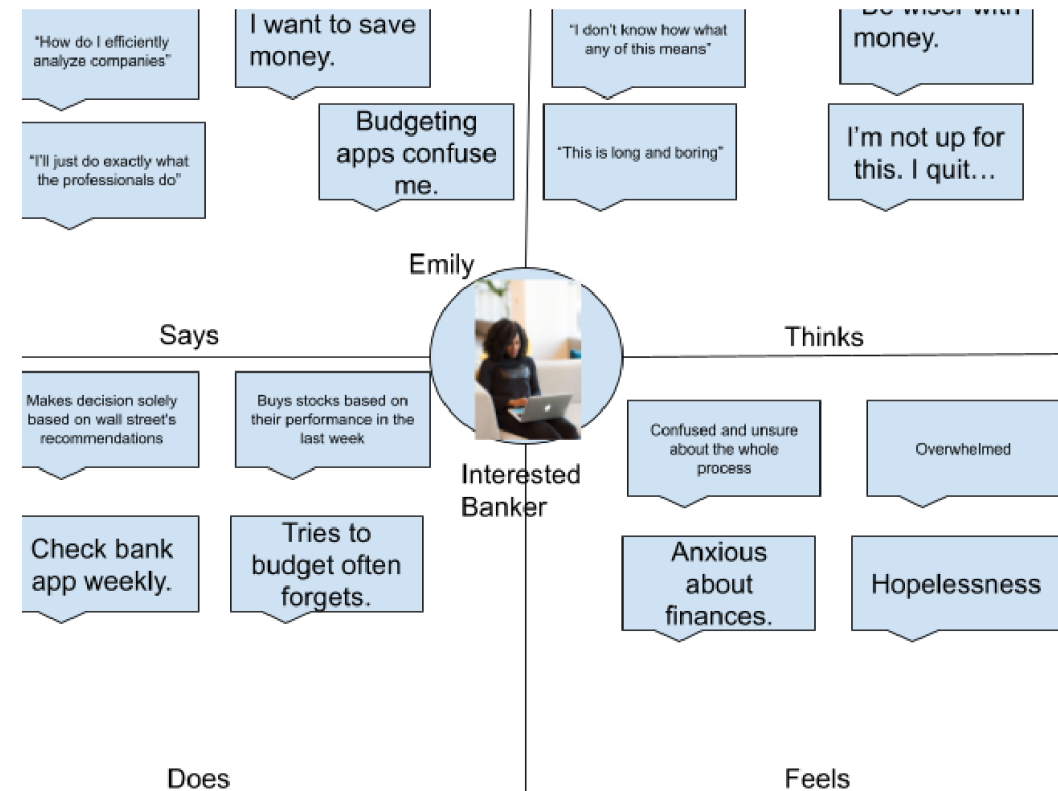 “How do I efficiently
analyze companies”
I want to save
money.
“I’ll just do exactly what
the professionals do”
Budgeting
apps confuse
me.
“I don’t know how what
any of this means”
Be wiser with
money.
“This is long and boring”
I’m not up for
this. I quit…
Emily
Says
Thinks
Interested
Banker
Makes decision solely
based on wall street's
recommendations
Buys stocks based on
their performance in the
last week
Check bank
app weekly.
Tries to
budget often
forgets.
Confused and unsure
about the whole
process
Overwhelmed
Anxious
about
finances.
Hopelessness
Does
Feels